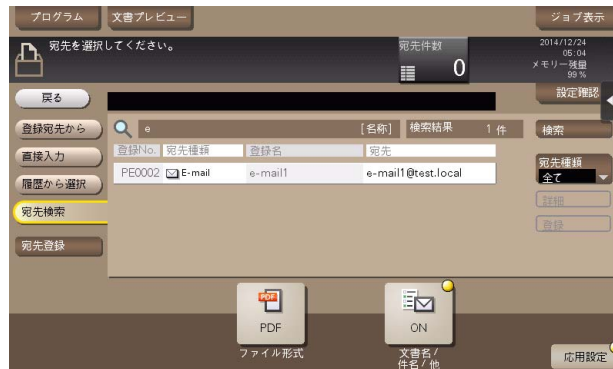 プログラム
文書プレビュー
ジョブ表示
宛先を選択してください。
宛先件数
0
2014/12/24
05:04
メモリー残量
99 %
戻る
設定確認
登録宛先から
e
[名称]
検索結果
1 件
検索
登録No.
宛先種類
登録名
宛先
直接入力
PE0002
E-mail
e-mail1
e-mail1@test.local
宛先種類
全て
履歴から選択
詳細
宛先検索
登録
宛先登録
PDF
PDF
ファイル形式
ON
文書名/
件名/他
応用設定